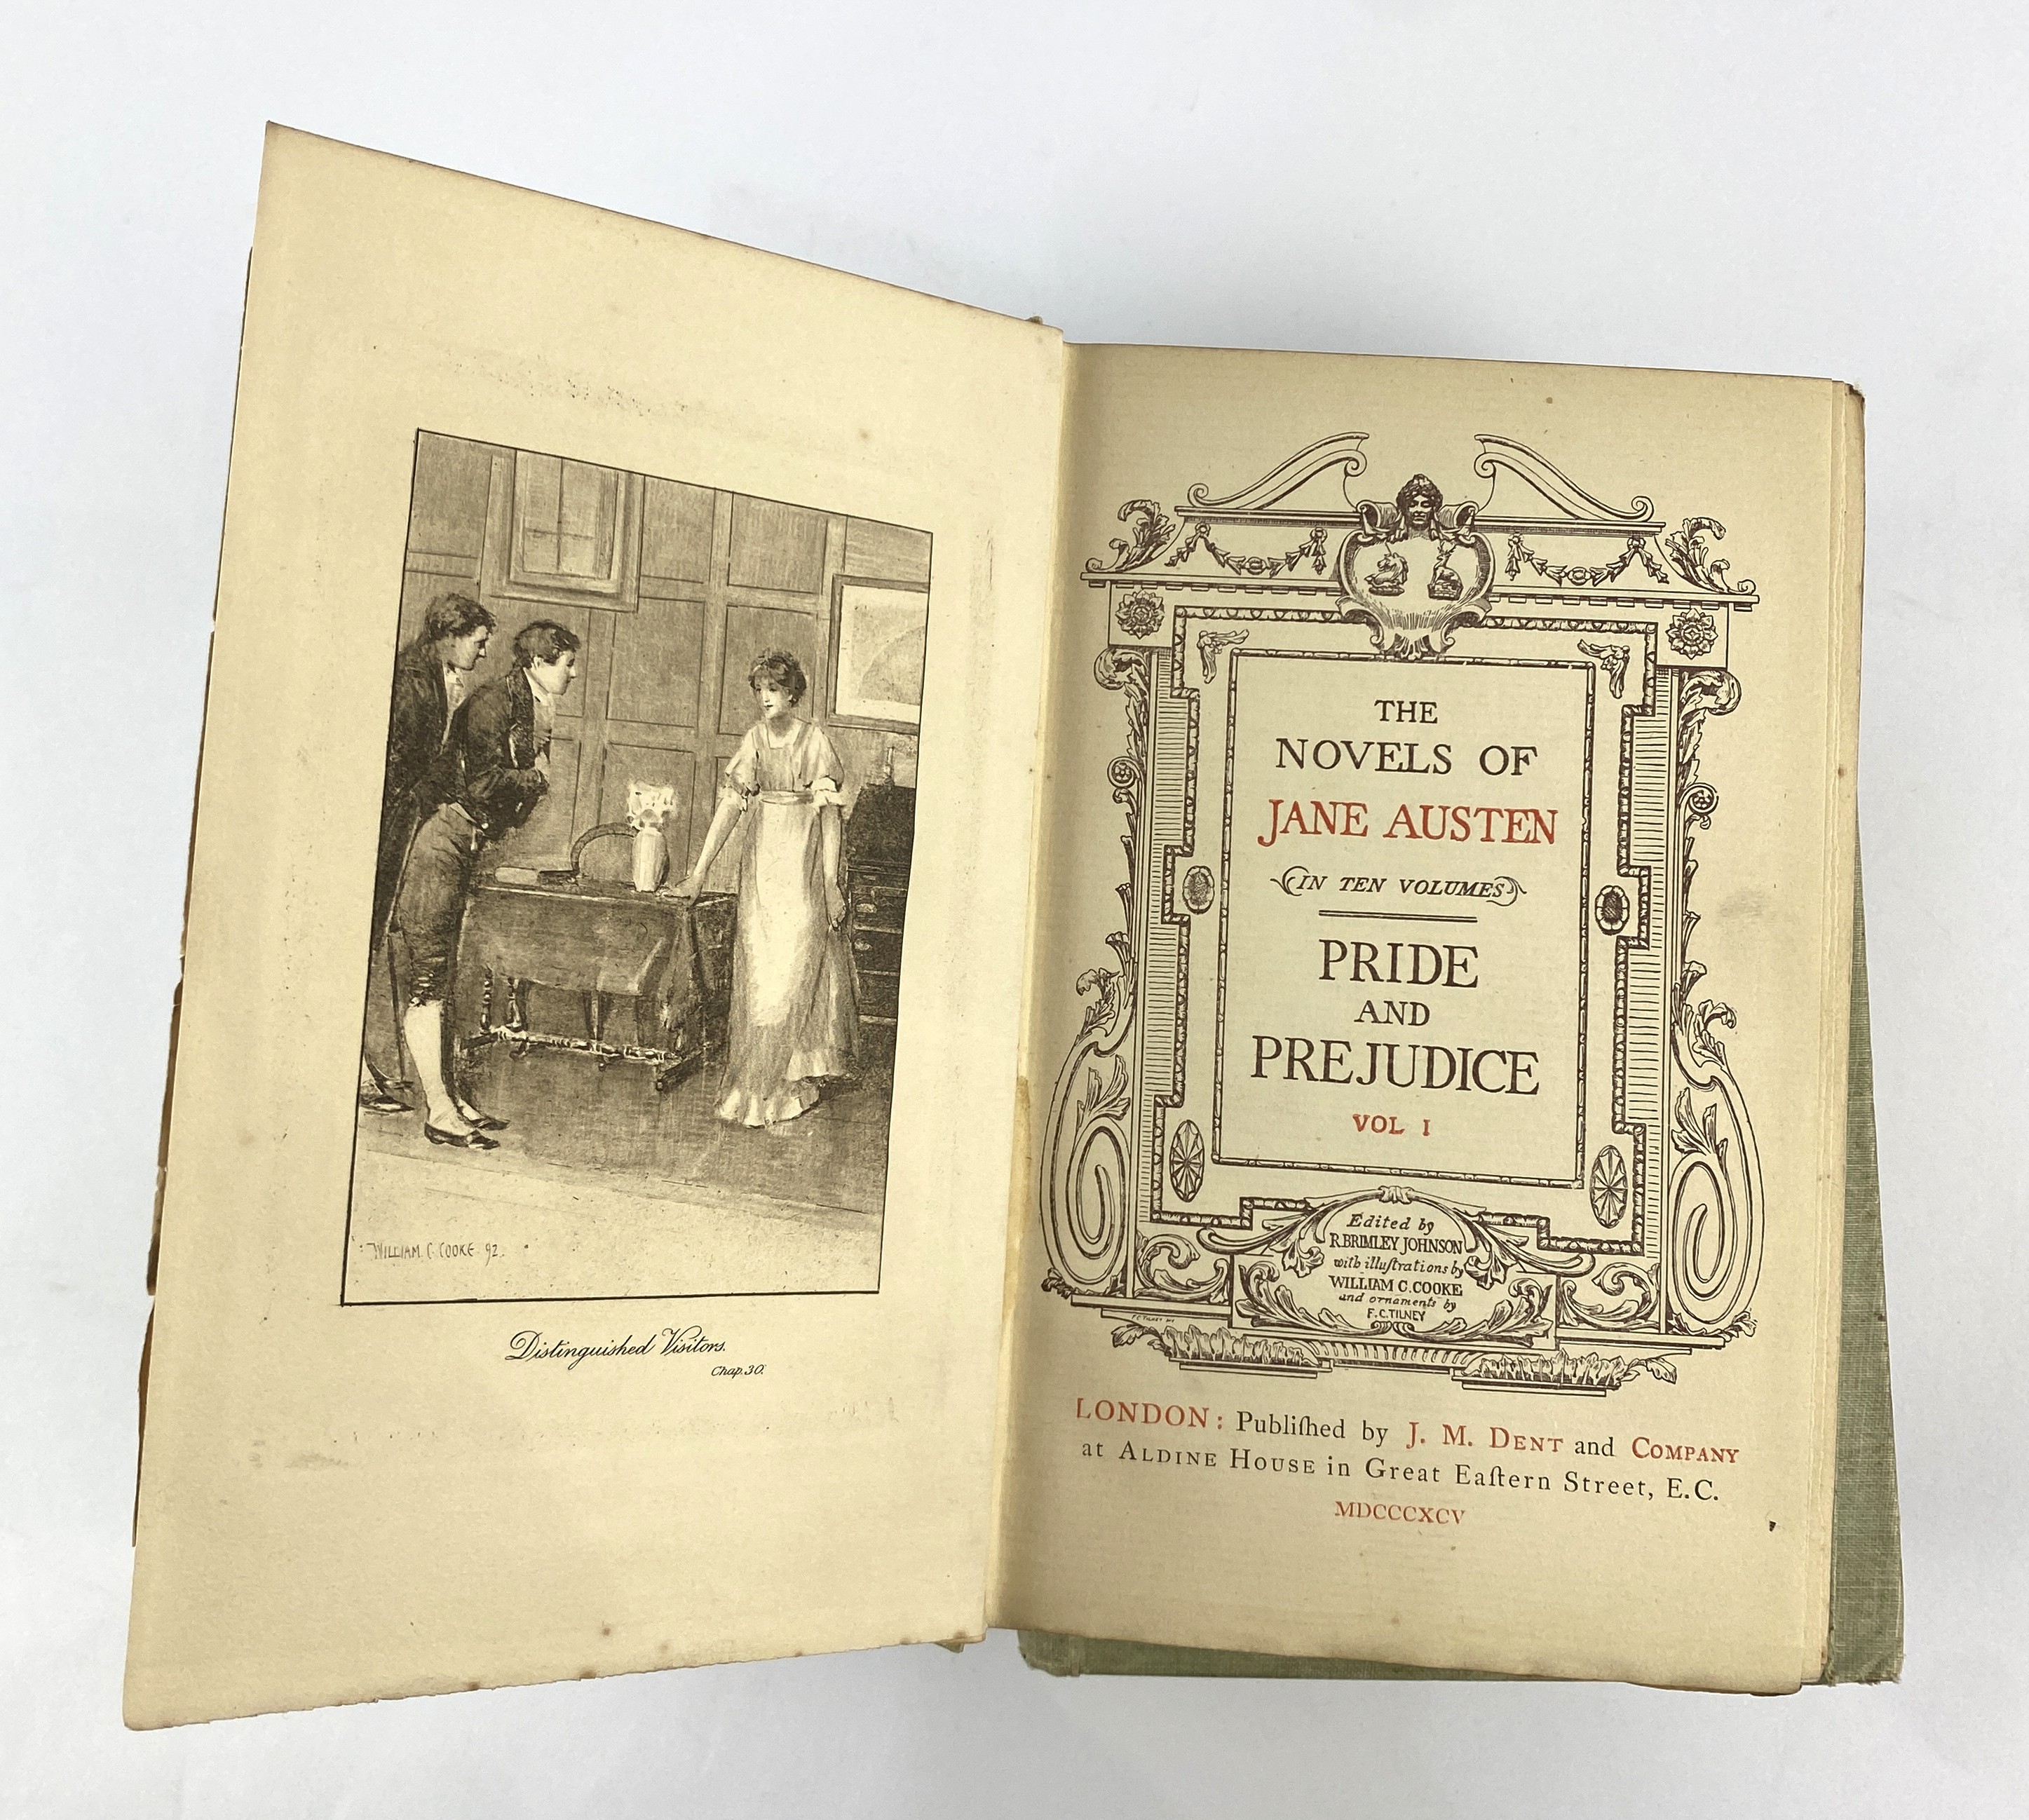 WILLIAM C. COOKE. 92.
Distinguished Visitors.
Chap. 30.
THE
NOVELS OF
JANE AUSTEN
IN TEN VOLUMES
PRIDE
AND
PREJUDICE
VOL I
Edited by
R. BRIMLEY JOHNSON
with illuſtrations by
WILLIAM C. COOKE
and ornaments by
F. C. TILNEY
LONDON: Publiſhed by J. M. DENT and COMPANY
at ALDINE HOUSE in Great Eaſtern Street, E.C.
MDCCCXCV